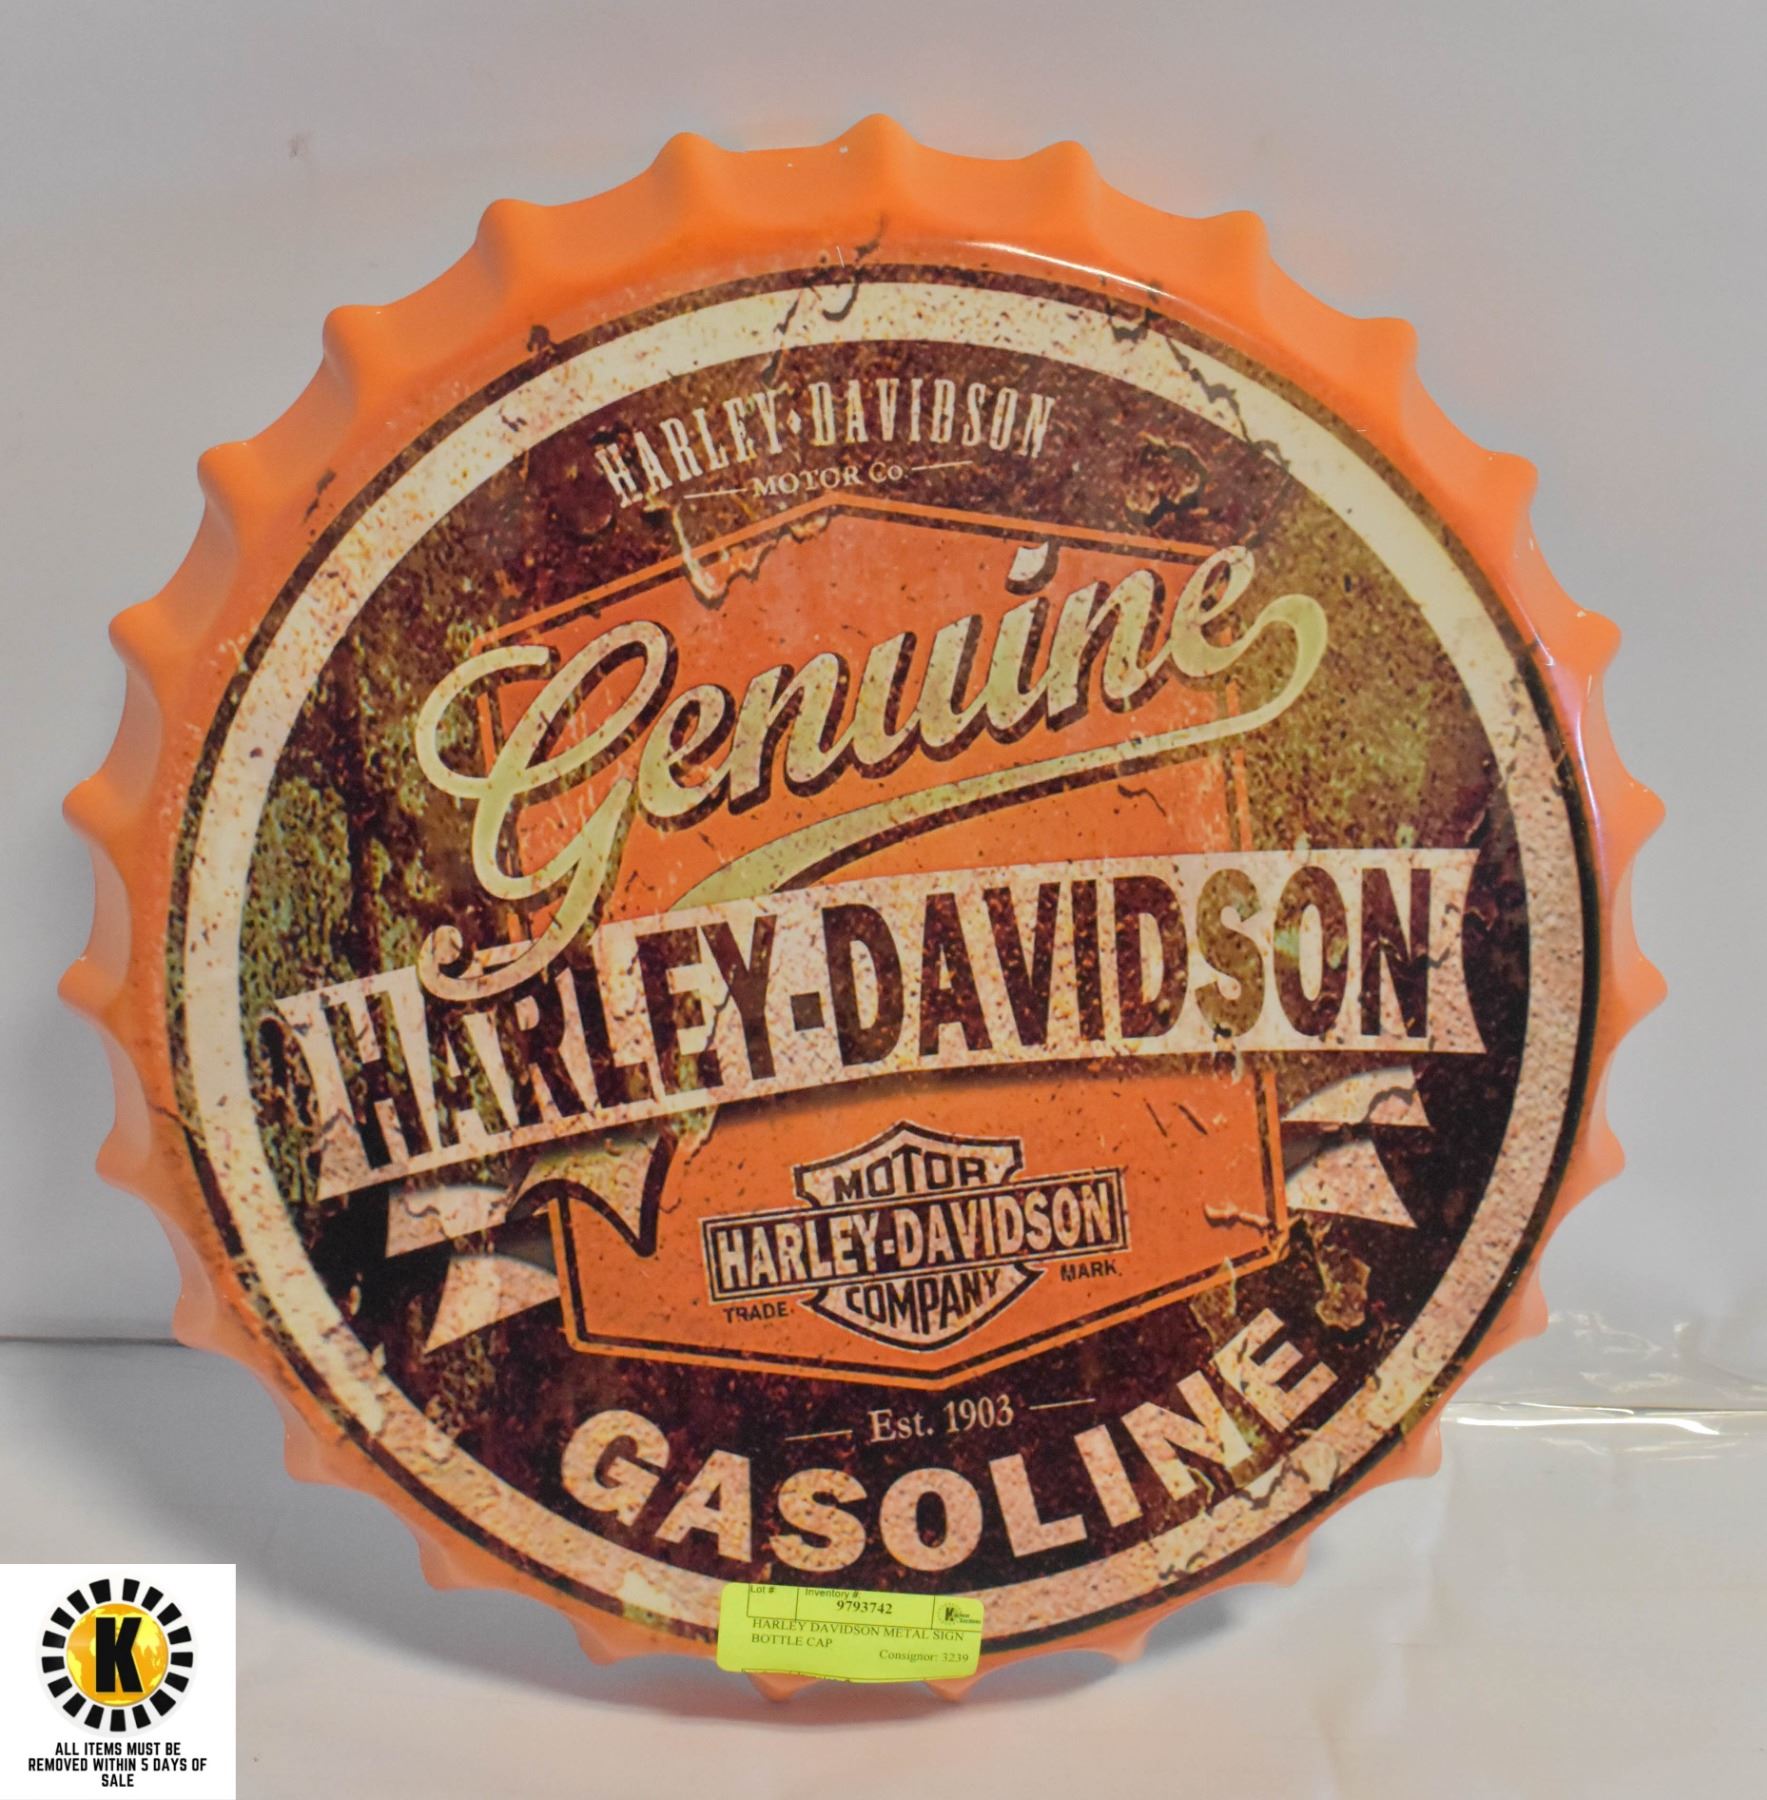 HARLEY·DAVIDSON
MOTOR Co
Genuine
HARLEY-DAVIDSON
MOTOR
HARLEY-DAVIDSON
COMPANY
TRADE. MARK.
Est. 1903
GASOLINE
Lot # Inventory #:
9793742
HARLEY DAVIDSON METAL SIGN
BOTTLE CAP
Consignor: 3239
K
ALL ITEMS MUST BE
REMOVED WITHIN 5 DAYS OF
SALE